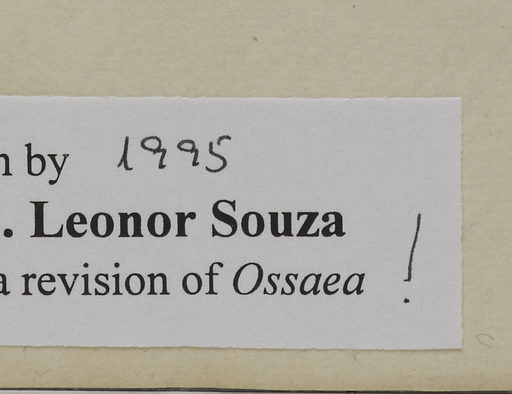 n by 1995
. Leonor Souza
a revision of Ossaea !